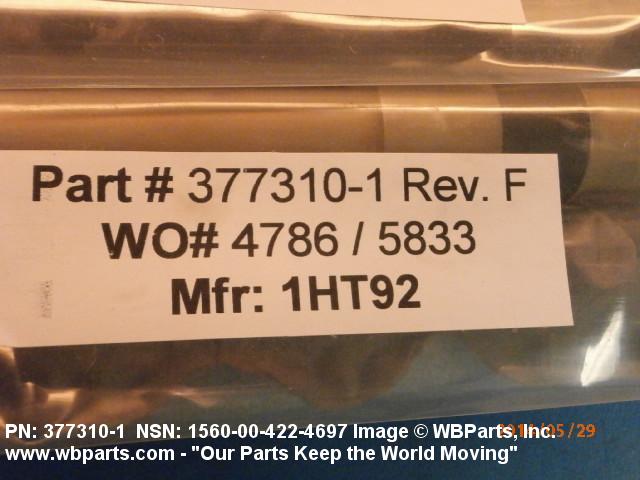 Part # 377310-1 Rev. F
WO# 4786 / 5833
Mfr: 1HT92
PN: 377310-1 NSN: 1560-00-422-4697 Image © WBParts, Inc.
www.wbparts.com - "Our Parts Keep the World Moving"